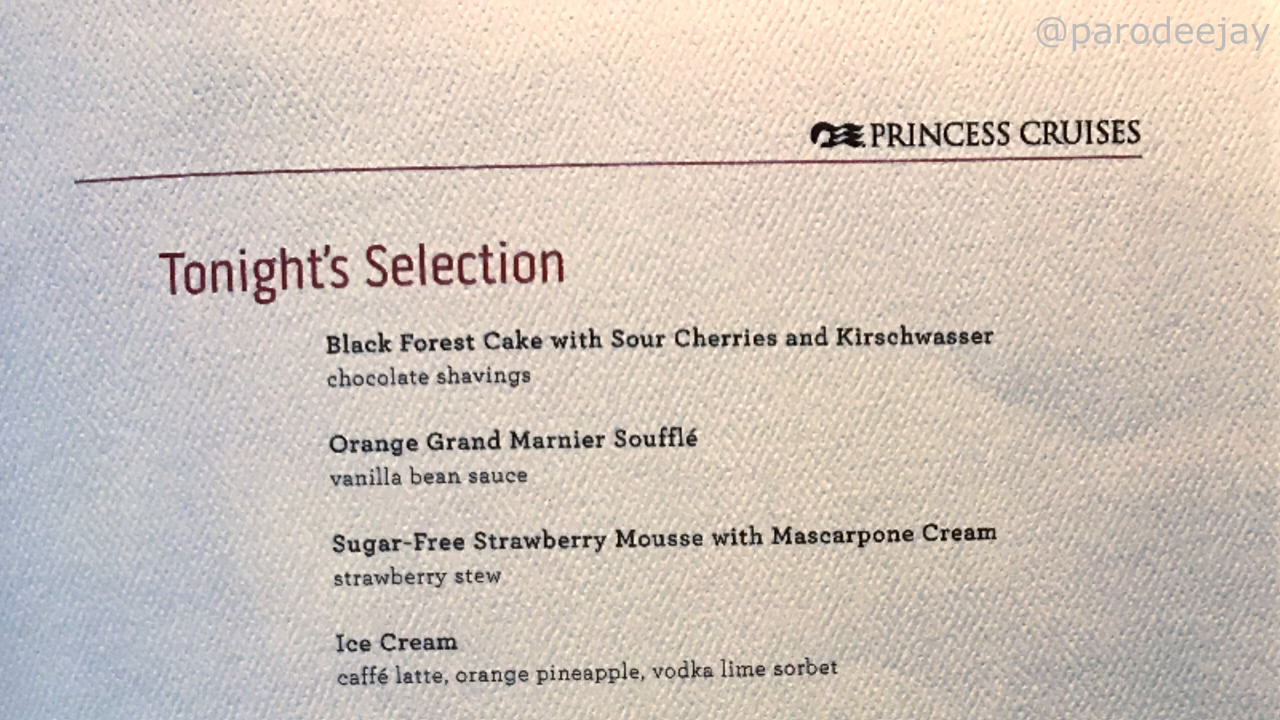 @parodeejay
PRINCESS CRUISES
Tonight's Selection
Black Forest Cake with Sour Cherries and Kirschwasser
chocolate shavings
Orange Grand Marnier Soufflé
vanilla bean sauce
Sugar-Free Strawberry Mousse with Mascarpone Cream
strawberry stew
Ice Cream
caffé latte, orange pineapple, vodka lime sorbet